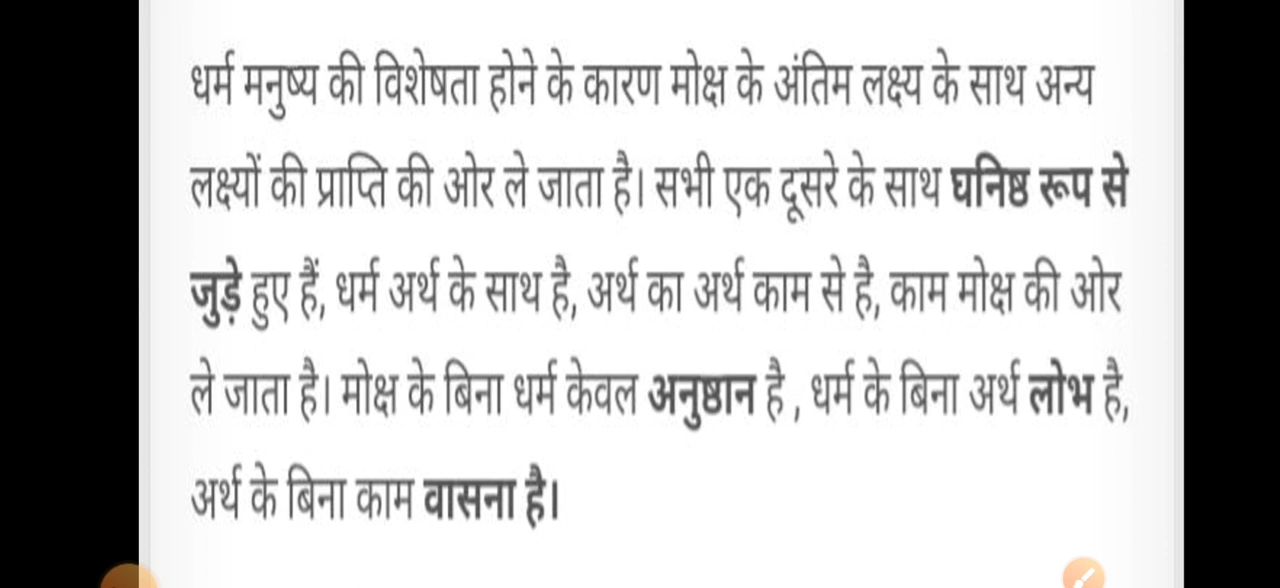 धर्म मनुष्य की विशेषता होने के कारण मोक्ष के अंतिम लक्ष्य के साथ अन्य
लक्ष्यों की प्राप्ति की ओर ले जाता है। सभी एक दूसरे के साथ घनिष्ठ रूप से
जुड़े हुए हैं, धर्म अर्थ के साथ है, अर्थ का अर्थ काम से है, काम मोक्ष की ओर
ले जाता है। मोक्ष के बिना धर्म केवल अनुष्ठान है , धर्म के बिना अर्थ लोभ है,
अर्थ के बिना काम वासना है।